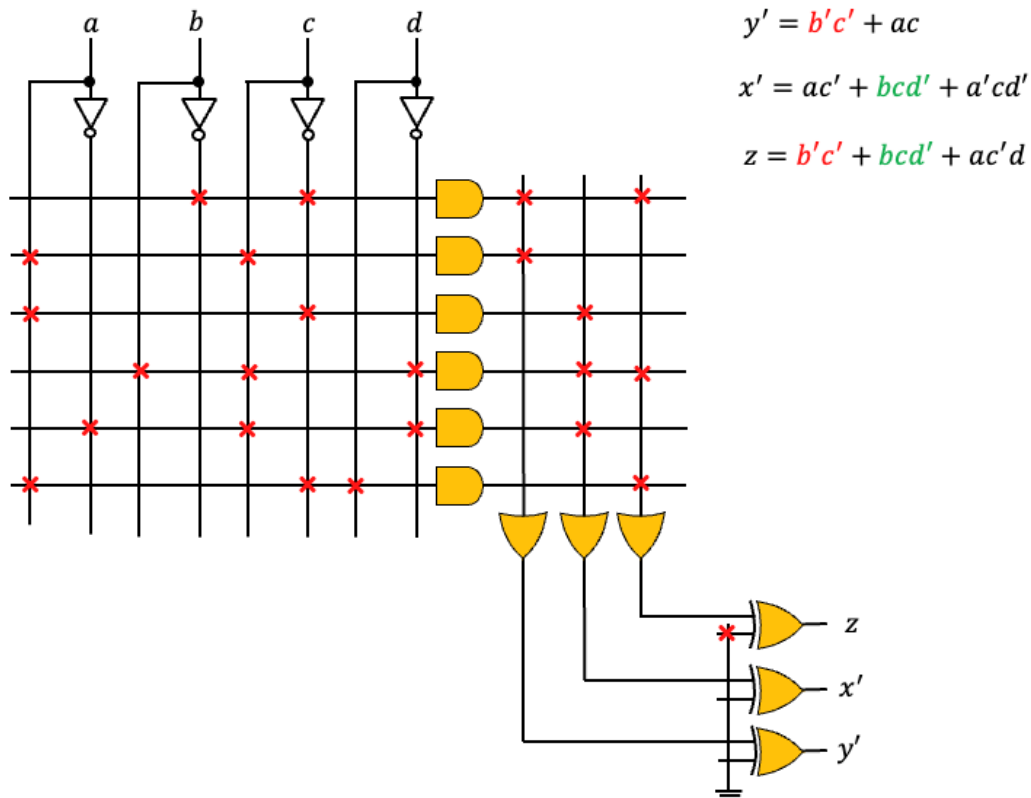 a b c d
y′ = b′c′ + ac
x′ = ac′ + bcd′ + a′cd′
z = b′c′ + bcd′ + ac′d
z
x′
y′